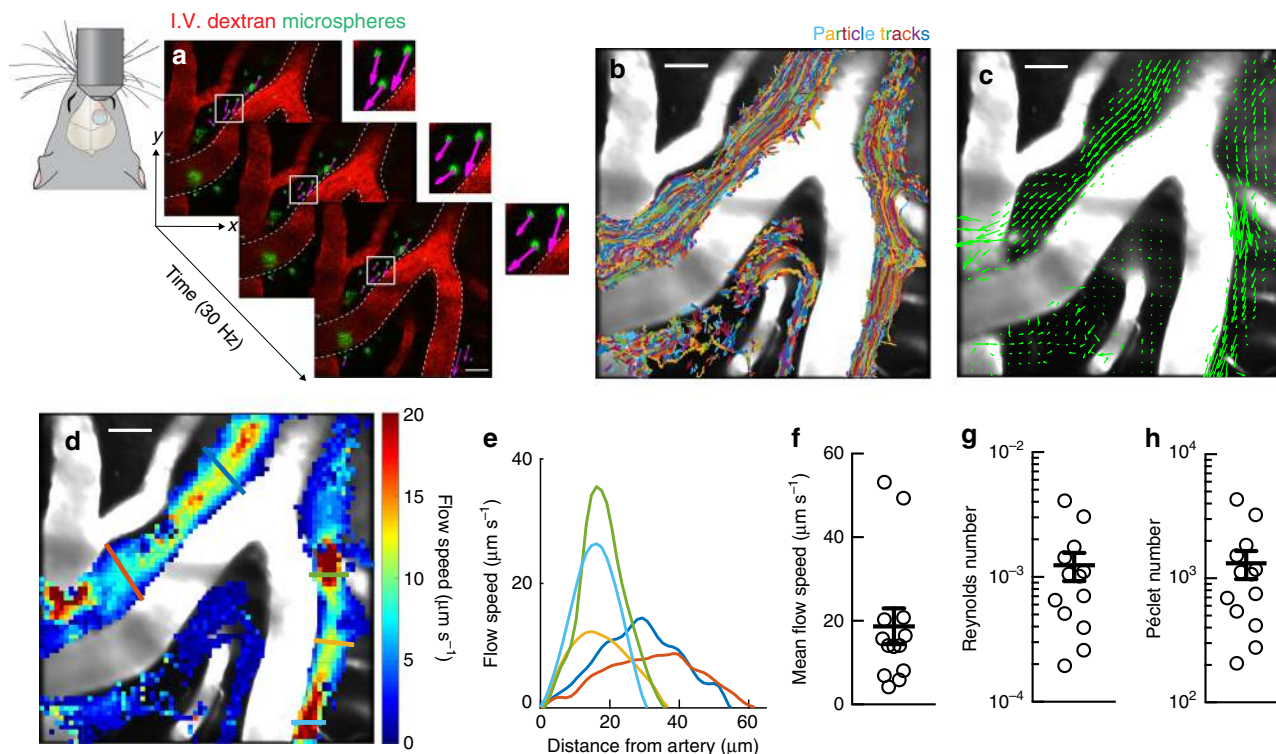 I.V. dextran microspheres
a
y
x
Time (30 Hz)
Particle tracks
b
c
d
20
15
10
5
0
Flow speed (µm s⁻¹)
e
40
20
0
0 20 40 60
Flow speed (µm s⁻¹)
Distance from artery (µm)
f
60
40
20
0
Mean flow speed (µm s⁻¹)
g
10⁻²
10⁻³
10⁻⁴
Reynolds number
h
10⁴
10³
10²
Péclet number